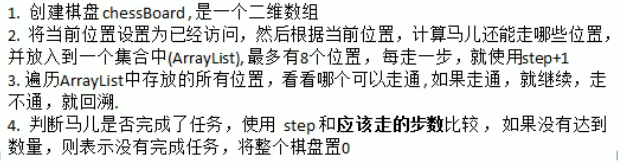 1. 创建棋盘 chessBoard , 是一个二维数组
2. 将当前位置设置为已经访问，然后根据当前位置，计算马儿还能走哪些位置，
并放入到一个集合中(ArrayList), 最多有8个位置，每走一步，就使用step+1
3. 遍历ArrayList中存放的所有位置，看看哪个可以走通 , 如果走通，就继续，走
不通，就回溯.
4. 判断马儿是否完成了任务，使用 step 和应该走的步数比较 ， 如果没有达到
数量，则表示没有完成任务，将整个棋盘置0